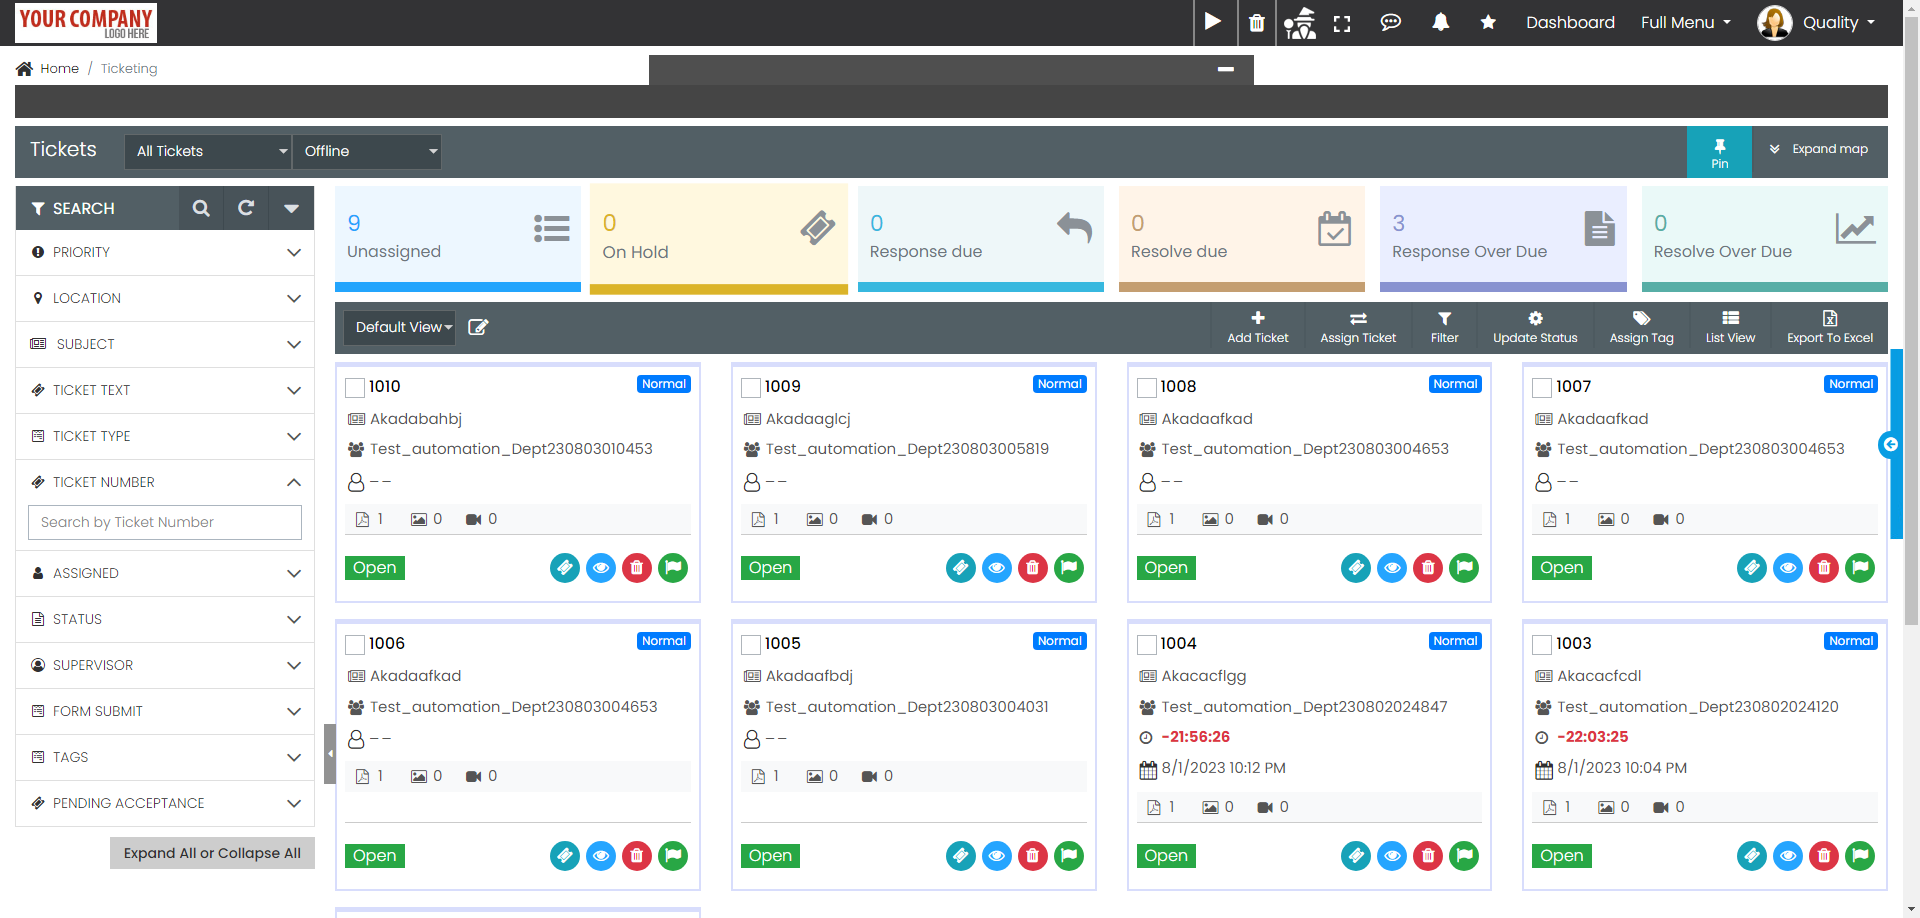 YOUR COMPANY
LOGO HERE
Dashboard
Full Menu
Quality
Home / Ticketing
Tickets
All Tickets
Offline
Pin
Expand map
SEARCH
PRIORITY
LOCATION
SUBJECT
TICKET TEXT
TICKET TYPE
TICKET NUMBER
Search by Ticket Number
ASSIGNED
STATUS
SUPERVISOR
FORM SUBMIT
TAGS
PENDING ACCEPTANCE
Expand All or Collapse All
9
Unassigned
0
On Hold
0
Response due
0
Resolve due
3
Response Over Due
0
Resolve Over Due
Default View
Add Ticket
Assign Ticket
Filter
Update Status
Assign Tag
List View
Export To Excel
1010
Normal
Akadabahbj
Test_automation_Dept230803010453
--
1 0 0
Open
1009
Normal
Akadaaglcj
Test_automation_Dept230803005819
--
1 0 0
Open
1008
Normal
Akadaafkad
Test_automation_Dept230803004653
--
1 0 0
Open
1007
Normal
Akadaafkad
Test_automation_Dept230803004653
--
1 0 0
Open
1006
Normal
Akadaafkad
Test_automation_Dept230803004653
--
1 0 0
Open
1005
Normal
Akadaafbdj
Test_automation_Dept230803004031
--
1 0 0
Open
1004
Normal
Akacacflgg
Test_automation_Dept230802024847
-21:56:26
8/1/2023 10:12 PM
1 0 0
Open
1003
Normal
Akacacfcdl
Test_automation_Dept230802024120
-22:03:25
8/1/2023 10:04 PM
1 0 0
Open